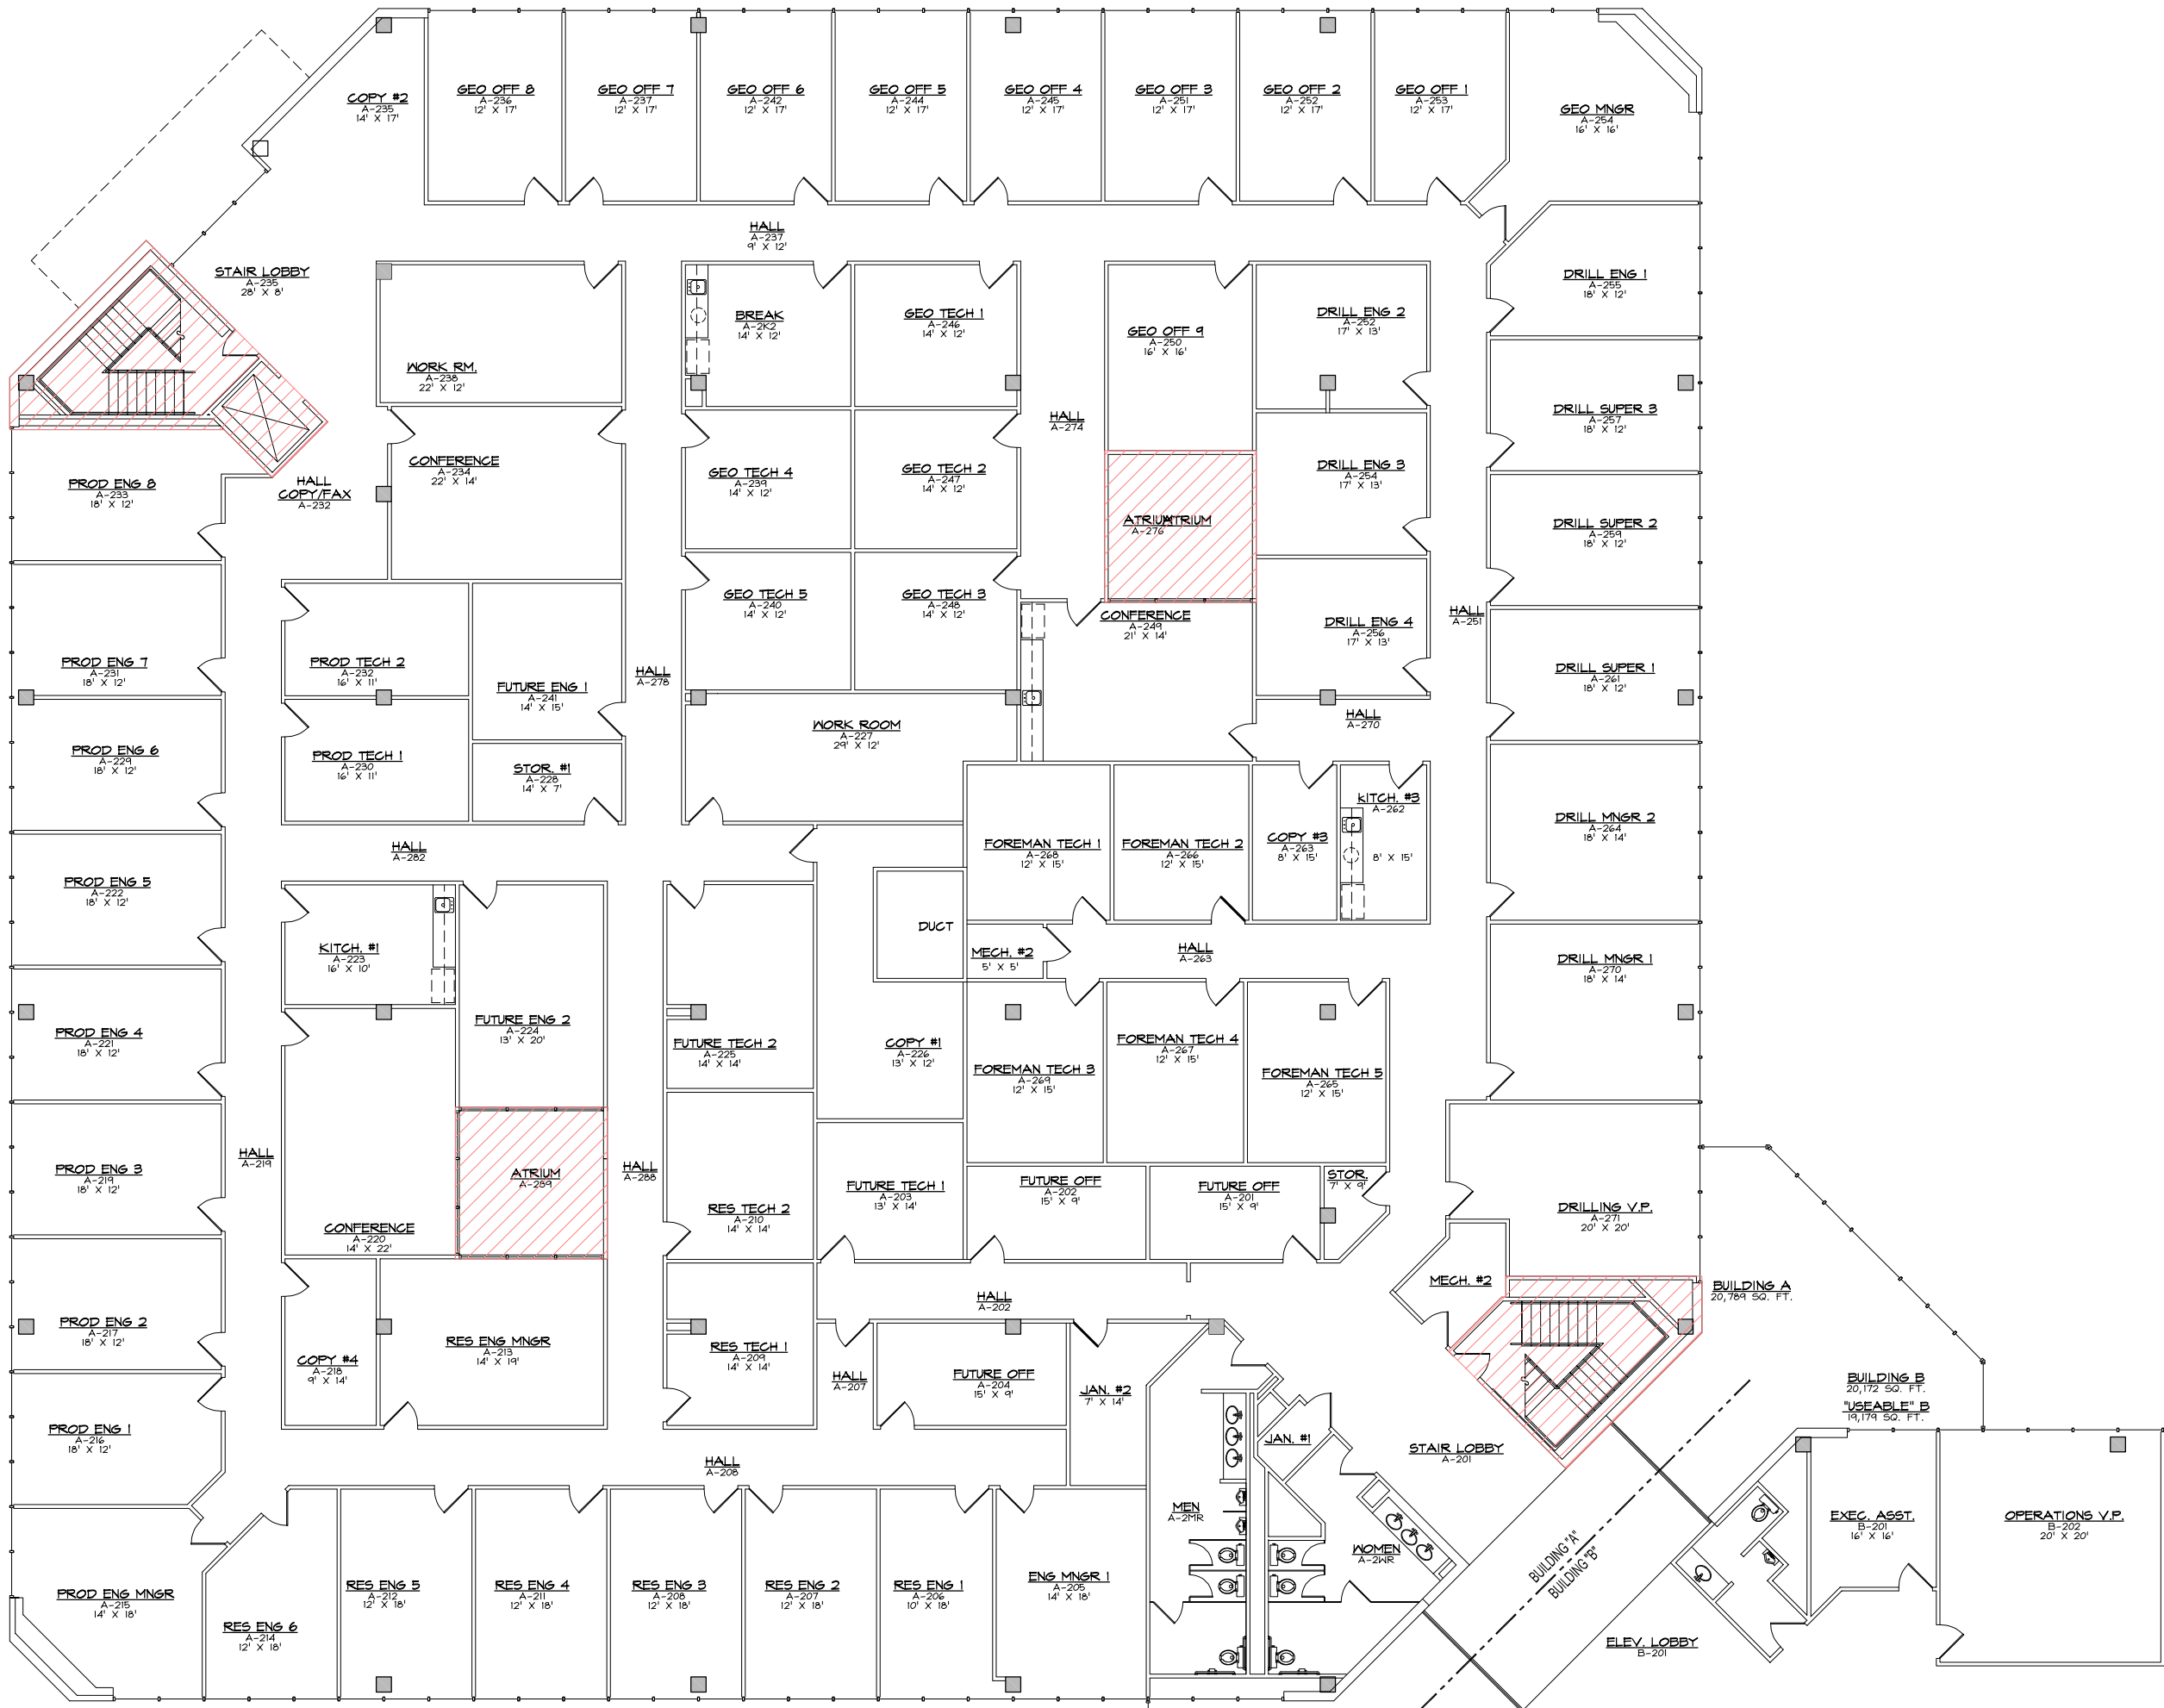 COPY #2
A-235
14' X 17'
GEO OFF 8
A-236
12' X 17'
GEO OFF 7
A-237
12' X 17'
GEO OFF 6
A-242
12' X 17'
GEO OFF 5
A-244
12' X 17'
GEO OFF 4
A-245
12' X 17'
GEO OFF 3
A-251
12' X 17'
GEO OFF 2
A-252
12' X 17'
GEO OFF 1
A-253
12' X 17'
GEO MNGR
A-254
16' X 16'
HALL
A-237
9' X 12'
STAIR LOBBY
A-235
28' X 8'
WORK RM.
A-238
22' X 12'
BREAK
A-2K2
14' X 12'
GEO TECH 1
A-246
14' X 12'
GEO OFF 9
A-250
16' X 16'
DRILL ENG 2
A-252
17' X 13'
DRILL ENG 1
A-255
18' X 12'
HALL
A-274
DRILL SUPER 3
A-257
18' X 12'
PROD ENG 8
A-233
18' X 12'
HALL
COPY/FAX
A-232
CONFERENCE
A-234
22' X 14'
GEO TECH 4
A-239
14' X 12'
GEO TECH 2
A-247
14' X 12'
DRILL ENG 3
A-254
17' X 13'
ATRIUM
ATRIUM
A-276
DRILL SUPER 2
A-259
18' X 12'
GEO TECH 5
A-240
14' X 12'
GEO TECH 3
A-248
14' X 12'
CONFERENCE
A-249
21' X 14'
DRILL ENG 4
A-256
17' X 13'
HALL
A-251
PROD ENG 7
A-231
18' X 12'
PROD TECH 2
A-232
16' X 11'
FUTURE ENG 1
A-241
14' X 15'
HALL
A-278
DRILL SUPER 1
A-261
18' X 12'
PROD ENG 6
A-229
18' X 12'
PROD TECH 1
A-230
16' X 11'
STOR. #1
A-228
14' X 7'
WORK ROOM
A-227
29' X 12'
HALL
A-270
HALL
A-282
FOREMAN TECH 1
A-268
12' X 15'
FOREMAN TECH 2
A-266
12' X 15'
COPY #3
A-263
8' X 15'
KITCH. #3
A-262
8' X 15'
DRILL MNGR 2
A-264
18' X 14'
PROD ENG 5
A-222
18' X 12'
KITCH. #1
A-223
16' X 10'
DUCT
MECH. #2
5' X 5'
HALL
A-263
DRILL MNGR 1
A-270
18' X 14'
PROD ENG 4
A-221
18' X 12'
FUTURE ENG 2
A-224
13' X 20'
FUTURE TECH 2
A-225
14' X 14'
COPY #1
A-226
13' X 12'
FOREMAN TECH 3
A-269
12' X 15'
FOREMAN TECH 4
A-267
12' X 15'
FOREMAN TECH 5
A-265
12' X 15'
PROD ENG 3
A-219
18' X 12'
HALL
A-219
CONFERENCE
A-220
14' X 22'
ATRIUM
A-289
HALL
A-288
RES TECH 2
A-210
14' X 14'
FUTURE TECH 1
A-203
13' X 14'
FUTURE OFF
A-202
15' X 9'
FUTURE OFF
A-201
15' X 9'
STOR.
7' X 9'
DRILLING V.P.
A-271
20' X 20'
MECH. #2
BUILDING A
20,789 SQ. FT.
PROD ENG 2
A-217
18' X 12'
COPY #4
A-218
9' X 14'
RES ENG MNGR
A-213
14' X 19'
RES TECH 1
A-209
14' X 14'
HALL
A-202
HALL
A-207
FUTURE OFF
A-204
15' X 9'
JAN. #2
7' X 14'
BUILDING B
20,172 SQ. FT.
"USEABLE" B
19,179 SQ. FT.
PROD ENG 1
A-216
18' X 12'
HALL
A-208
JAN. #1
STAIR LOBBY
A-201
MEN
A-2MR
WOMEN
A-2WR
BUILDING "A"
BUILDING "B"
EXEC. ASST.
B-201
16' X 16'
OPERATIONS V.P.
B-202
20' X 20'
PROD ENG MNGR
A-215
14' X 18'
RES ENG 6
A-214
12' X 18'
RES ENG 5
A-212
12' X 18'
RES ENG 4
A-211
12' X 18'
RES ENG 3
A-208
12' X 18'
RES ENG 2
A-207
12' X 18'
RES ENG 1
A-206
10' X 18'
ENG MNGR 1
A-205
14' X 18'
ELEV. LOBBY
B-201